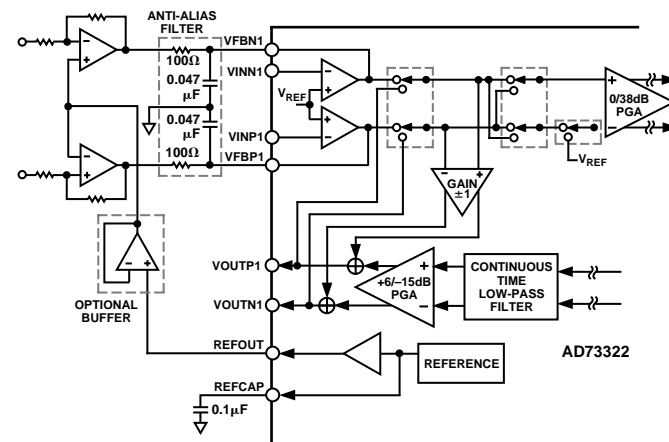 ANTI-ALIAS
FILTER
VFBN1
100Ω
0.047
μF
VINN1
VREF
0.047
μF
VINP1
100Ω
VFBP1
0/38dB
PGA
VREF
GAIN
±1
VOUTP1
+6/–15dB
PGA
CONTINUOUS
TIME
LOW-PASS
FILTER
VOUTN1
OPTIONAL
BUFFER
REFOUT
REFERENCE
AD73322
REFCAP
0.1μF